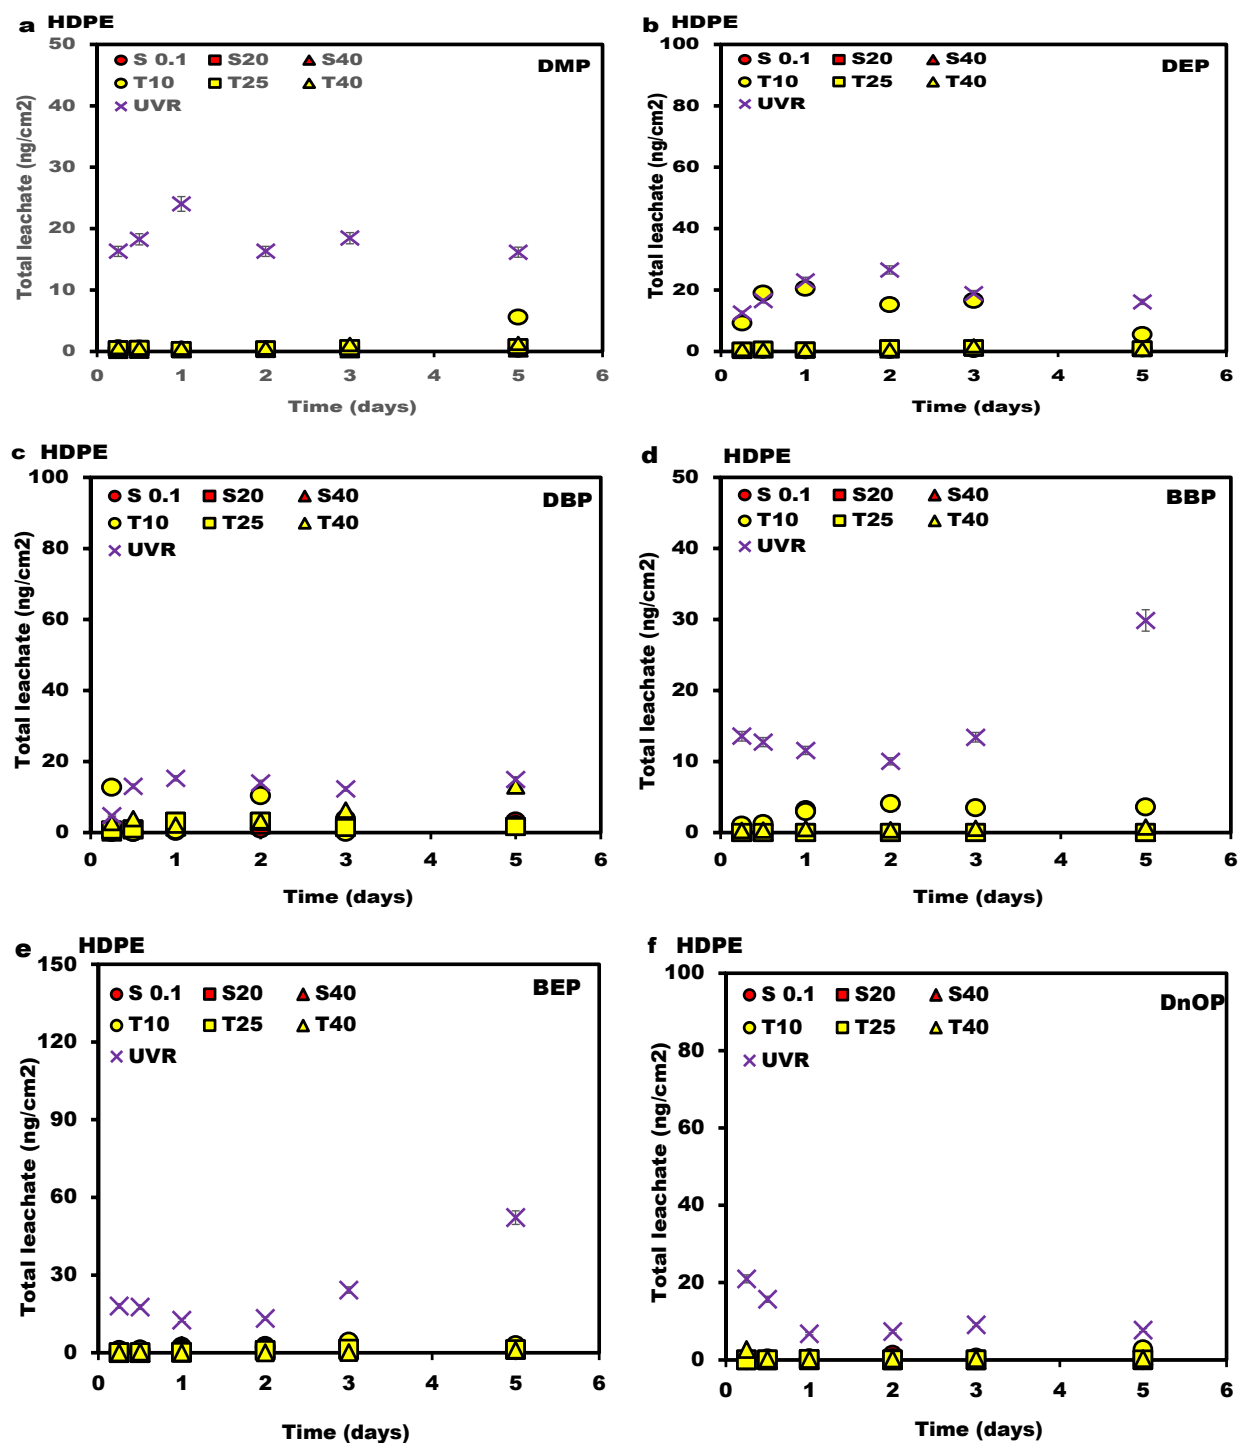 a HDPE
50
S 0.1 S20 S40
DMP
T10 T25 T40
UVR
40
30
20
10
0
Total leachate (ng/cm2)
0 1 2 3 4 5 6
Time (days)
b HDPE
100
S 0.1 S20 S40
DEP
T10 T25 T40
UVR
80
60
40
20
0
Total leachate (ng/cm2)
0 1 2 3 4 5 6
Time (days)
c HDPE
100
S 0.1 S20 S40
DBP
T10 T25 T40
UVR
80
60
40
20
0
Total leachate (ng/cm2)
0 1 2 3 4 5 6
Time (days)
d HDPE
50
S 0.1 S20 S40
BBP
T10 T25 T40
UVR
40
30
20
10
0
Total leachate (ng/cm2)
0 1 2 3 4 5 6
Time (days)
e HDPE
150
S 0.1 S20 S40
BEP
T10 T25 T40
UVR
120
90
60
30
0
Total leachate (ng/cm2)
0 1 2 3 4 5 6
Time (days)
f HDPE
100
S 0.1 S20 S40
DnOP
T10 T25 T40
UVR
80
60
40
20
0
Total leachate (ng/cm2)
0 1 2 3 4 5 6
Time (days)